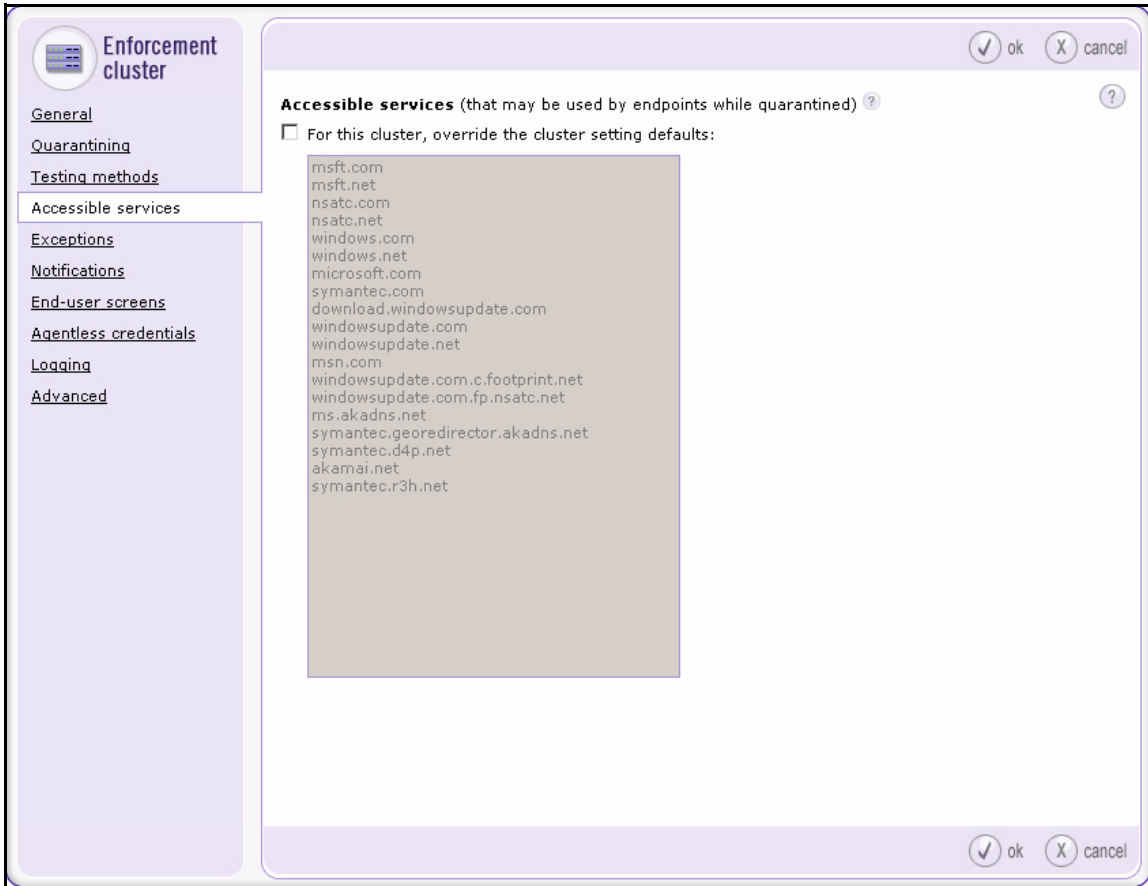 Enforcement
cluster
General
Quarantining
Testing methods
Accessible services
Exceptions
Notifications
End-user screens
Agentless credentials
Logging
Advanced
ok X cancel
Accessible services (that may be used by endpoints while quarantined) ?
?
For this cluster, override the cluster setting defaults:
msft.com
msft.net
nsatc.com
nsatc.net
windows.com
windows.net
microsoft.com
symantec.com
download.windowsupdate.com
windowsupdate.com
windowsupdate.net
msn.com
windowsupdate.com.c.footprint.net
windowsupdate.com.fp.nsatc.net
ms.akadns.net
symantec.georedirector.akadns.net
symantec.d4p.net
akamai.net
symantec.r3h.net
ok X cancel